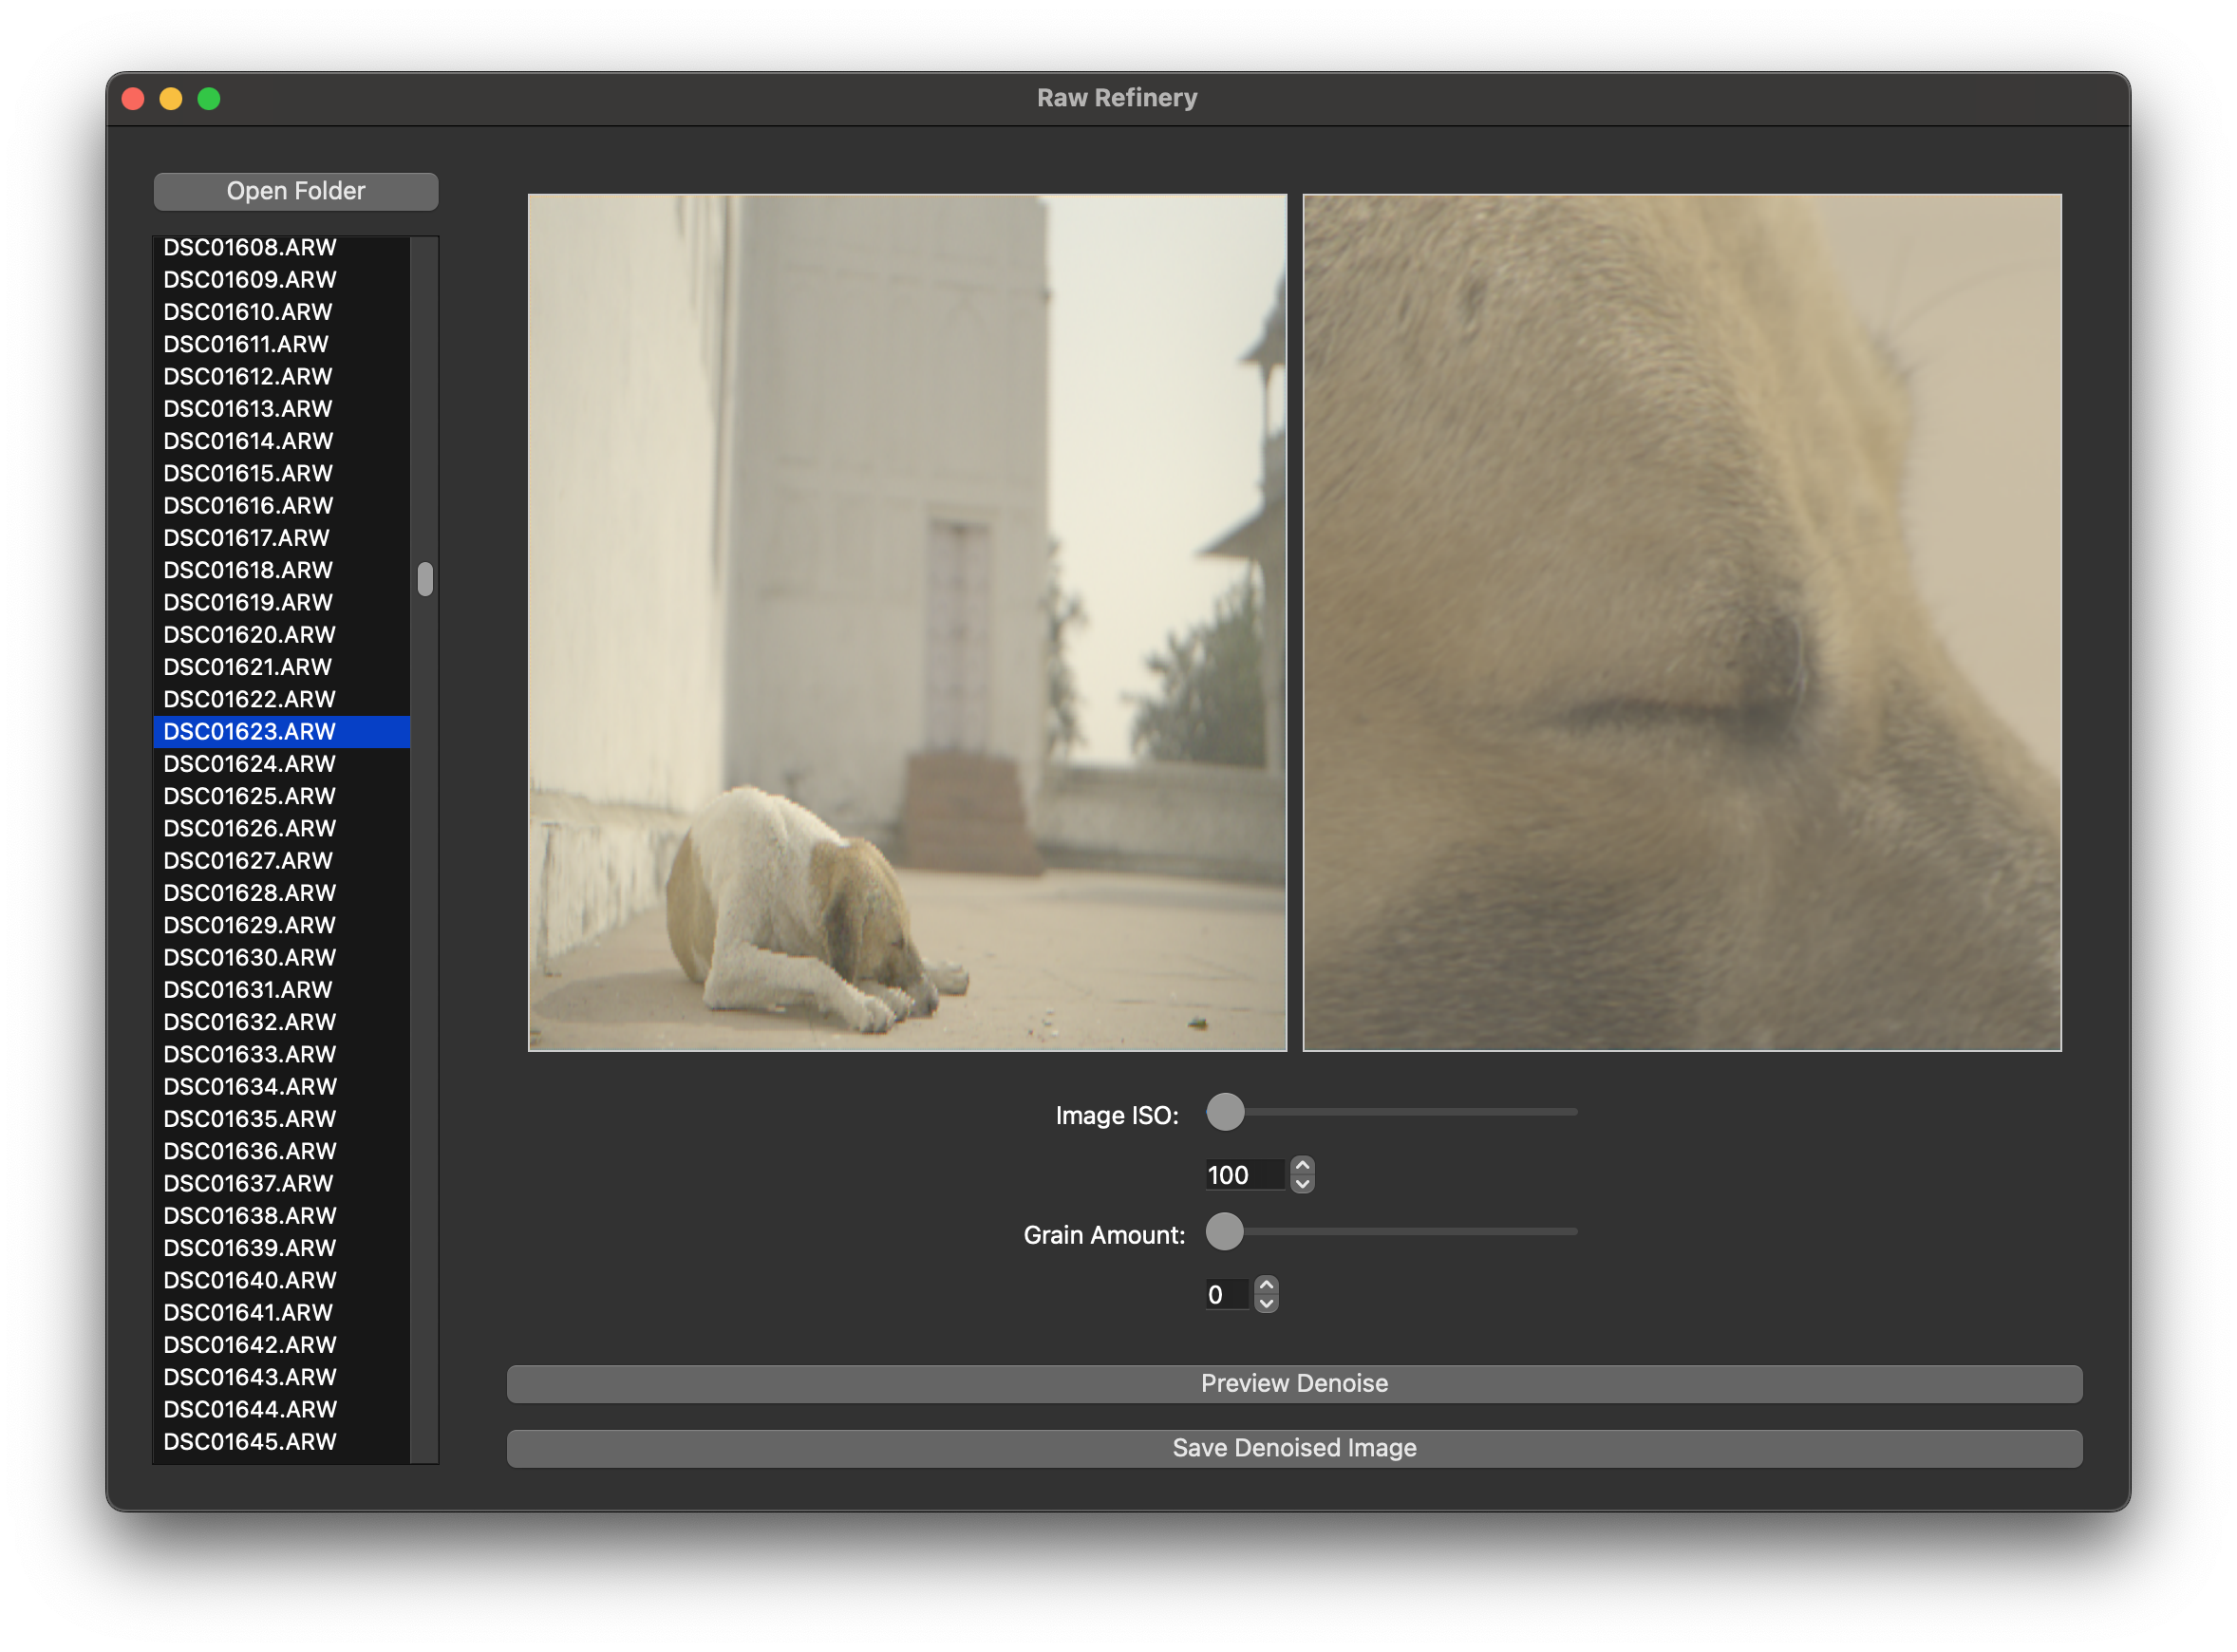 Raw Refinery
Open Folder
DSC01608.ARW
DSC01609.ARW
DSC01610.ARW
DSC01611.ARW
DSC01612.ARW
DSC01613.ARW
DSC01614.ARW
DSC01615.ARW
DSC01616.ARW
DSC01617.ARW
DSC01618.ARW
DSC01619.ARW
DSC01620.ARW
DSC01621.ARW
DSC01622.ARW
DSC01623.ARW
DSC01624.ARW
DSC01625.ARW
DSC01626.ARW
DSC01627.ARW
DSC01628.ARW
DSC01629.ARW
DSC01630.ARW
DSC01631.ARW
DSC01632.ARW
DSC01633.ARW
DSC01634.ARW
DSC01635.ARW
DSC01636.ARW
DSC01637.ARW
DSC01638.ARW
DSC01639.ARW
DSC01640.ARW
DSC01641.ARW
DSC01642.ARW
DSC01643.ARW
DSC01644.ARW
DSC01645.ARW
Image ISO:
100
Grain Amount:
0
Preview Denoise
Save Denoised Image